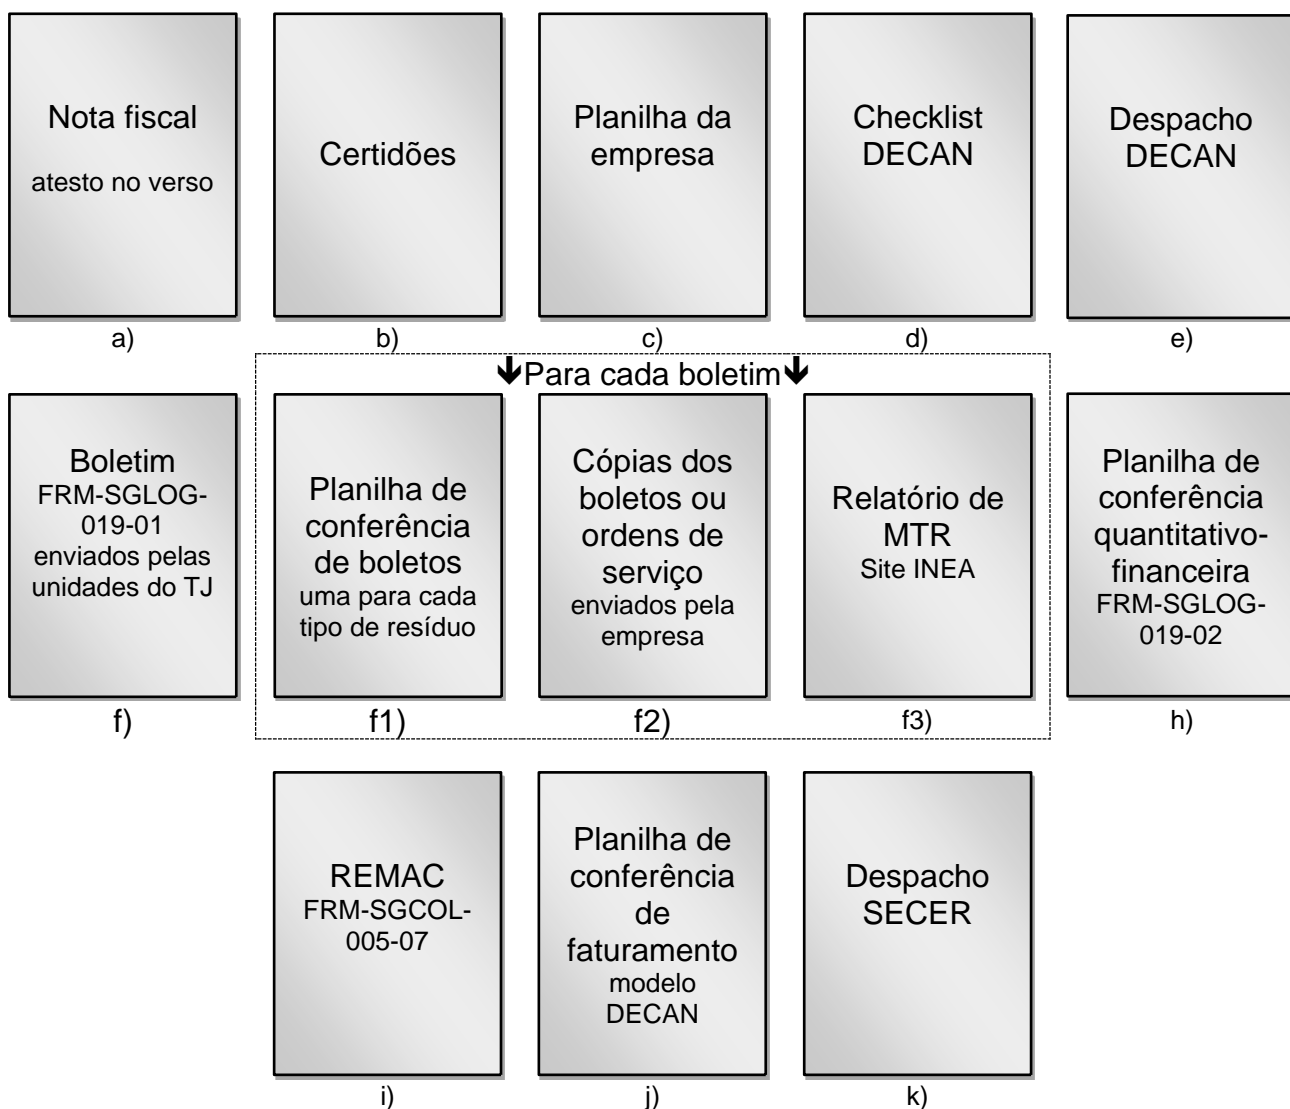 Nota fiscal
atesto no verso
a)
Certidões
b)
Planilha da
empresa
c)
Checklist
DECAN
d)
Despacho
DECAN
e)
🡻Para cada boletim🡻
Boletim
FRM-SGLOG-
019-01
enviados pelas
unidades do TJ
f)
Planilha de
conferência
de boletos
uma para cada
tipo de resíduo
f1)
Cópias dos
boletos ou
ordens de
serviço
enviados pela
empresa
f2)
Relatório de
MTR
Site INEA
f3)
Planilha de
conferência
quantitativo-
financeira
FRM-SGLOG-
019-02
h)
REMAC
FRM-SGCOL-
005-07
i)
Planilha de
conferência
de
faturamento
modelo
DECAN
j)
Despacho
SECER
k)